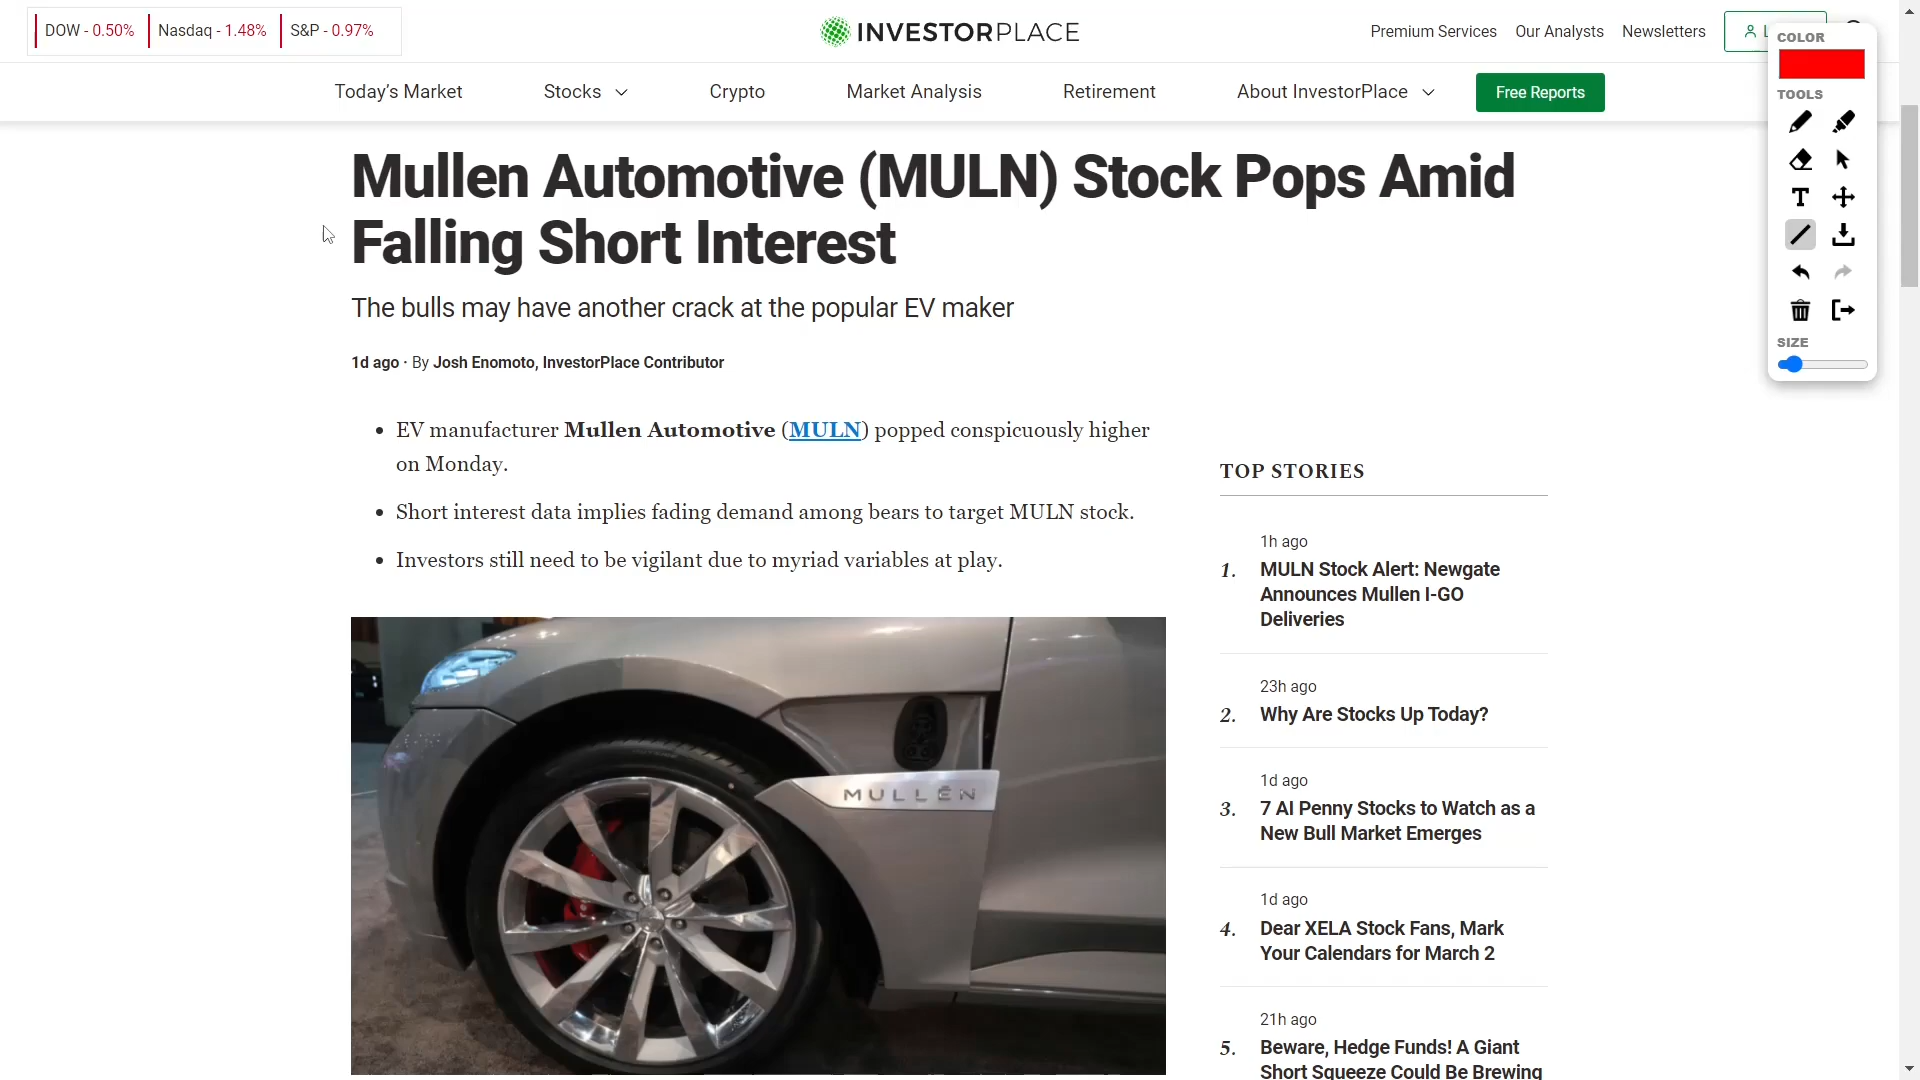 DOW - 0.50% Nasdaq - 1.48% S&P - 0.97%
INVESTORPLACE
Premium Services Our Analysts Newsletters
Today's Market Stocks Crypto Market Analysis Retirement About InvestorPlace Free Reports
Mullen Automotive (MULN) Stock Pops Amid
Falling Short Interest
The bulls may have another crack at the popular EV maker
1d ago · By Josh Enomoto, InvestorPlace Contributor
• EV manufacturer Mullen Automotive (MULN) popped conspicuously higher
on Monday.
• Short interest data implies fading demand among bears to target MULN stock.
• Investors still need to be vigilant due to myriad variables at play.
MULLEN
TOP STORIES
1h ago
1. MULN Stock Alert: Newgate
Announces Mullen I-GO
Deliveries
23h ago
2. Why Are Stocks Up Today?
1d ago
3. 7 AI Penny Stocks to Watch as a
New Bull Market Emerges
1d ago
4. Dear XELA Stock Fans, Mark
Your Calendars for March 2
21h ago
5. Beware, Hedge Funds! A Giant
Short Squeeze Could Be Brewing
COLOR
TOOLS
T
SIZE